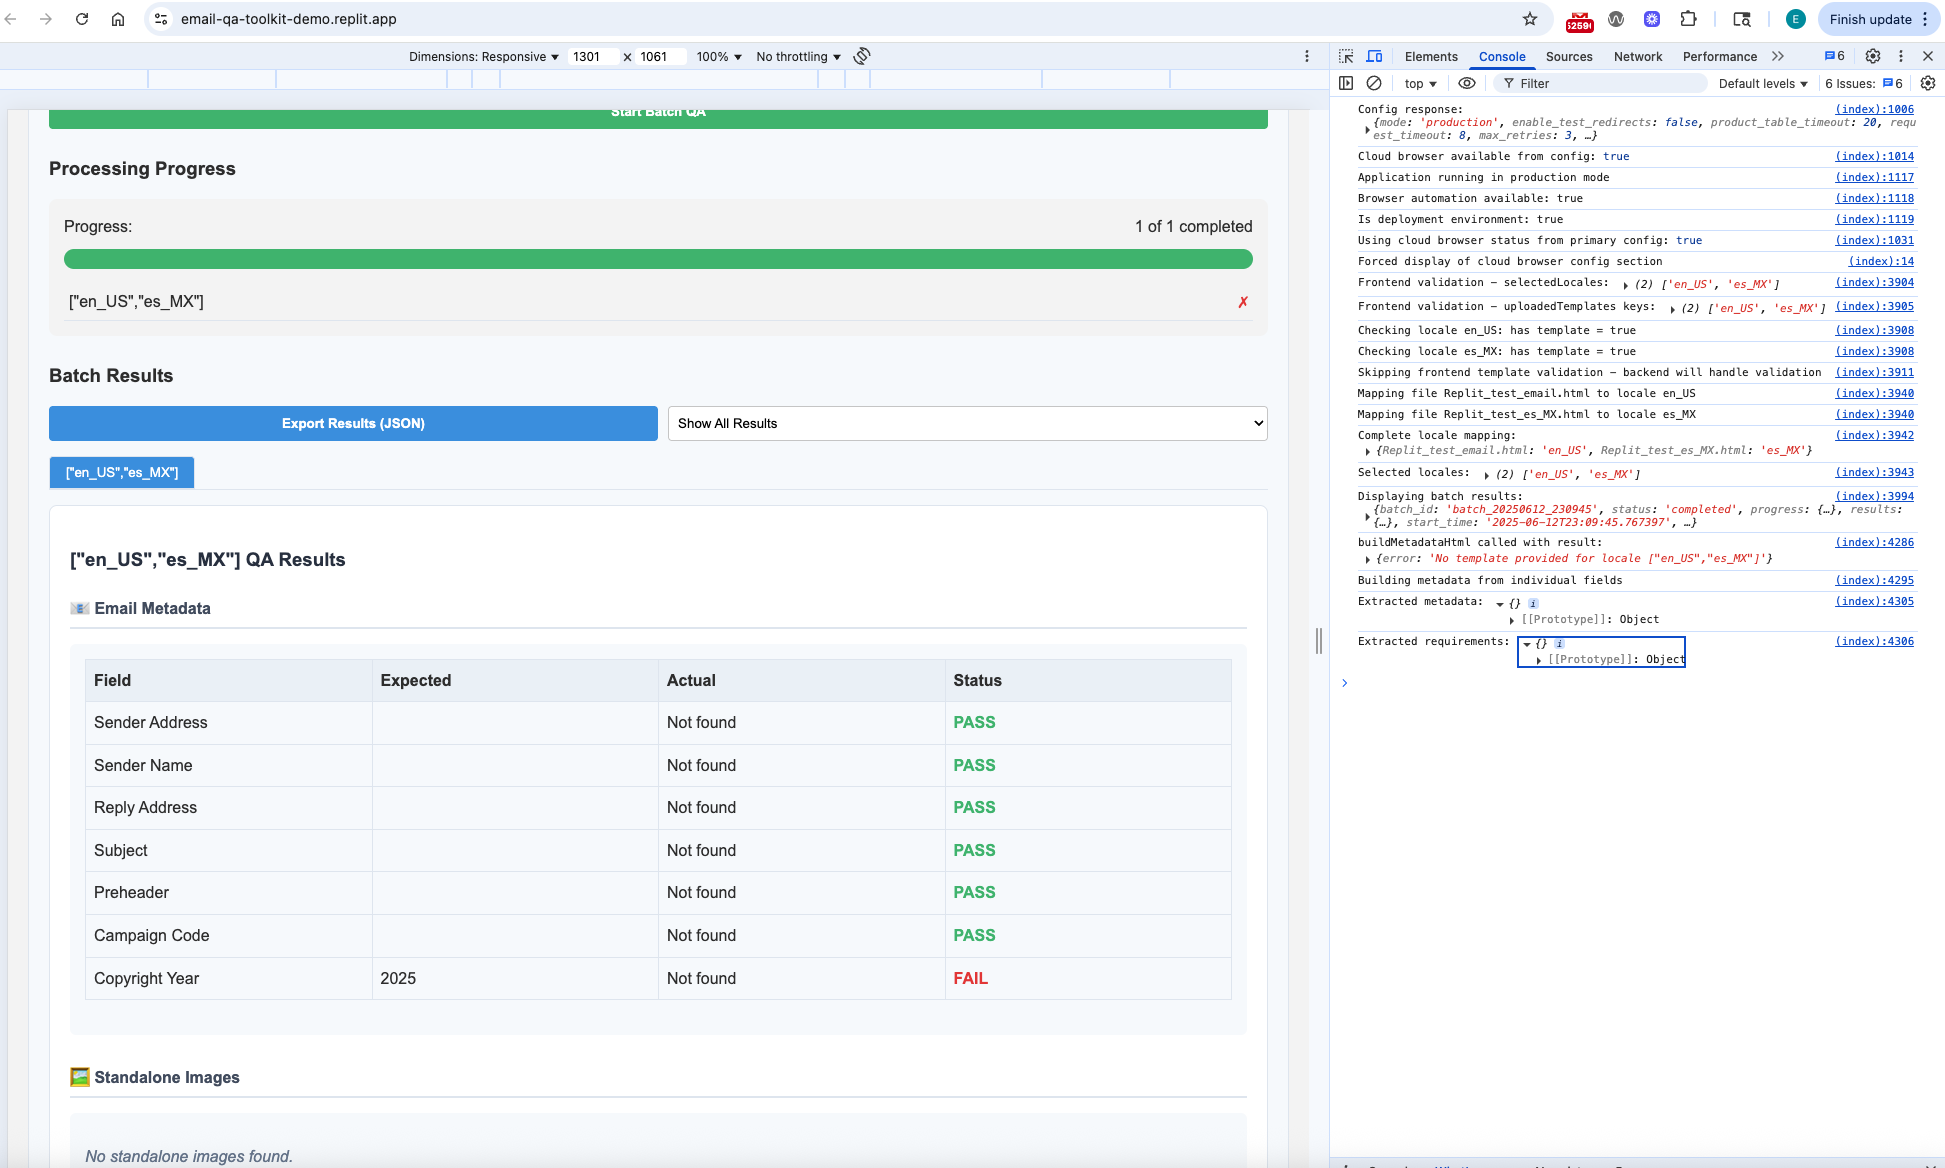 email-qa-toolkit-demo.replit.app
$259(
E
Finish update
Dimensions: Responsive ▼ 1301 x 1061 100% ▼ No throttling ▼
Start Batch QA
Processing Progress
Progress: 1 of 1 completed
["en_US","es_MX"] ✗
Batch Results
Export Results (JSON)
Show All Results
["en_US","es_MX"]
["en_US","es_MX"] QA Results
Email Metadata
Field Expected Actual Status
Sender Address Not found PASS
Sender Name Not found PASS
Reply Address Not found PASS
Subject Not found PASS
Preheader Not found PASS
Campaign Code Not found PASS
Copyright Year 2025 Not found FAIL
Standalone Images
No standalone images found.
Elements Console Sources Network Performance 6
top ▼ Filter Default levels ▼ 6 Issues: 6
Config response: (index):1006
{mode: 'production', enable_test_redirects: false, product_table_timeout: 20, requ
est_timeout: 8, max_retries: 3, …}
Cloud browser available from config: true (index):1014
Application running in production mode (index):1117
Browser automation available: true (index):1118
Is deployment environment: true (index):1119
Using cloud browser status from primary config: true (index):1031
Forced display of cloud browser config section (index):14
Frontend validation – selectedLocales: (2) ['en_US', 'es_MX'] (index):3904
Frontend validation – uploadedTemplates keys: (2) ['en_US', 'es_MX'] (index):3905
Checking locale en_US: has template = true (index):3908
Checking locale es_MX: has template = true (index):3908
Skipping frontend template validation – backend will handle validation (index):3911
Mapping file Replit_test_email.html to locale en_US (index):3940
Mapping file Replit_test_es_MX.html to locale es_MX (index):3940
Complete locale mapping: (index):3942
{Replit_test_email.html: 'en_US', Replit_test_es_MX.html: 'es_MX'}
Selected locales: (2) ['en_US', 'es_MX'] (index):3943
Displaying batch results: (index):3994
{batch_id: 'batch_20250612_230945', status: 'completed', progress: {…}, results:
{…}, start_time: '2025-06-12T23:09:45.767397', …}
buildMetadataHtml called with result: (index):4286
{error: 'No template provided for locale ["en_US","es_MX"]'}
Building metadata from individual fields (index):4295
Extracted metadata: {} i (index):4305
[[Prototype]]: Object
Extracted requirements: {} i (index):4306
[[Prototype]]: Object